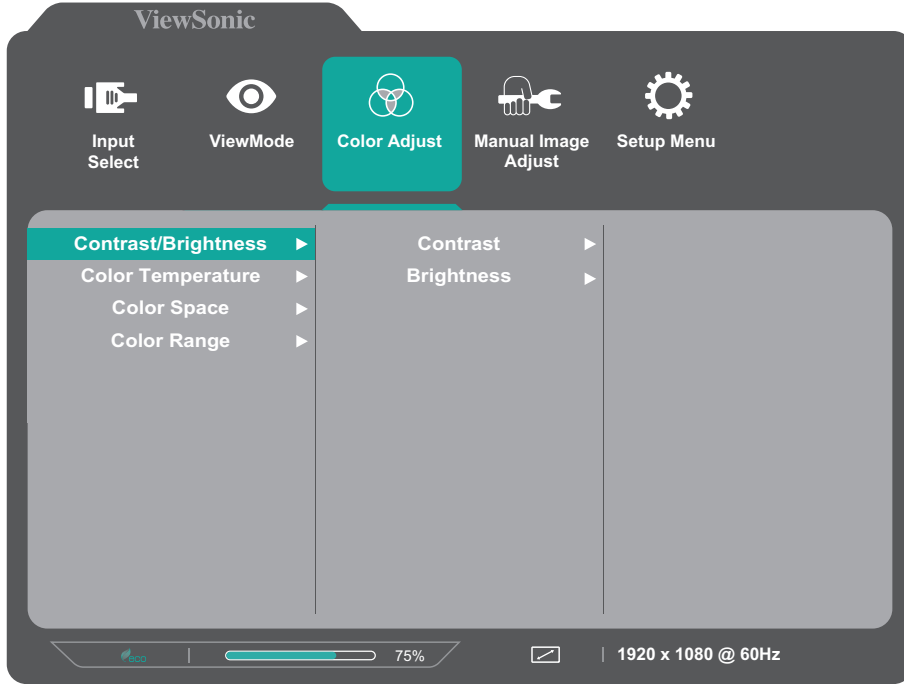 ViewSonic
Input
Select
ViewMode
Color Adjust
Manual Image
Adjust
Setup Menu
Contrast/Brightness
Color Temperature
Color Space
Color Range
Contrast
Brightness
eco
75%
1920 x 1080 @ 60Hz